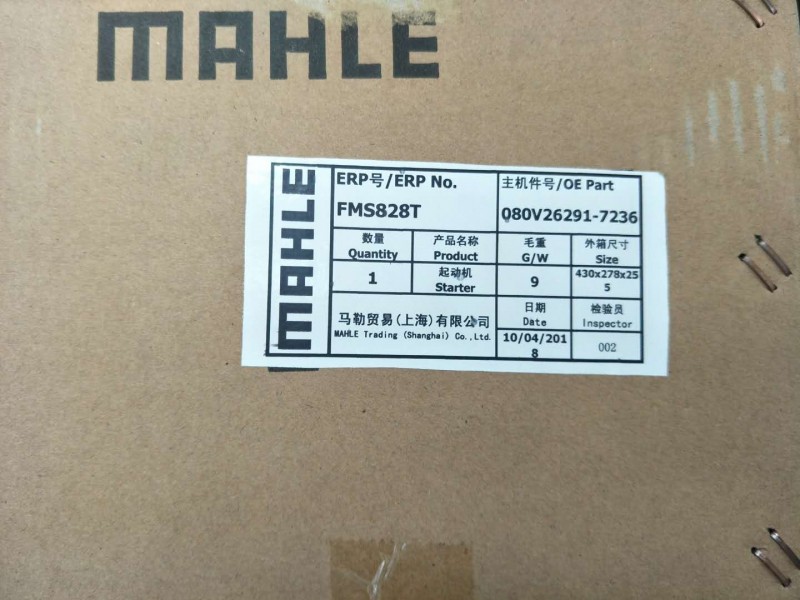 MAHLE
MAHLE
ERP号/ERP No.
FMS828T
主机件号/OE Part
080V26291-7236
数量
Quantity
产品名称
Product
毛重
G/W
外箱尺寸
Size
1
起动机
Starter
9
430x278x25
5
马勒贸易(上海)有限公司
MAHLE Trading (Shanghai) Co.,Ltd.
日期
Date
检验员
Inspector
10/04/201
8
002